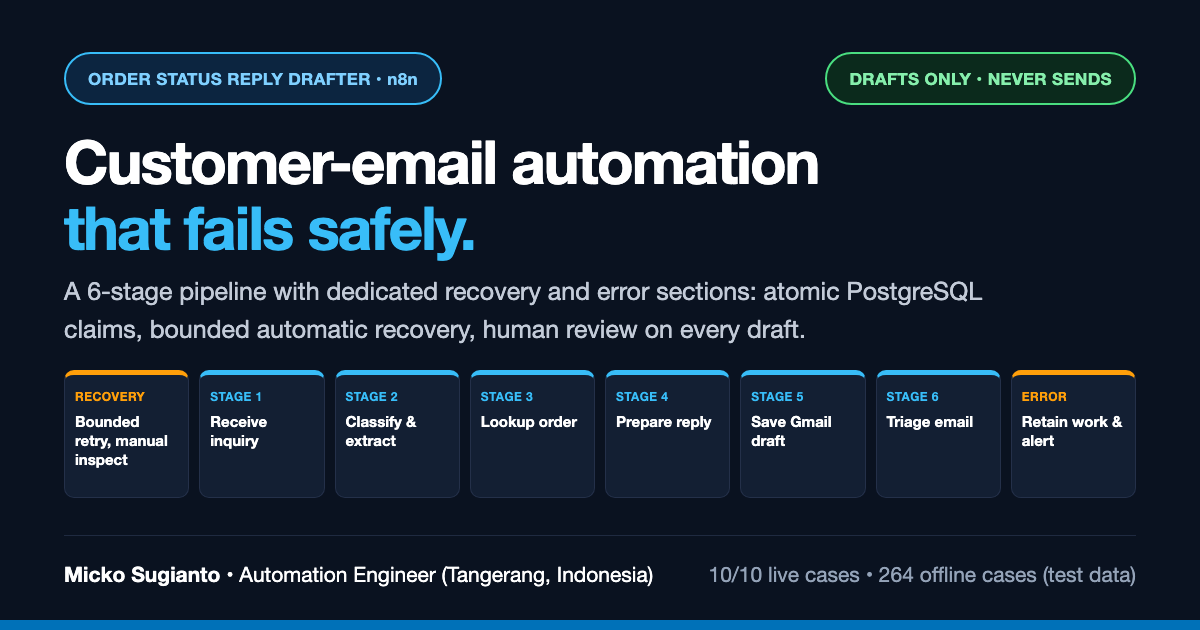 ORDER STATUS REPLY DRAFTER • n8n
DRAFTS ONLY • NEVER SENDS
Customer-email automation
that fails safely.
A 6-stage pipeline with dedicated recovery and error sections: atomic PostgreSQL
claims, bounded automatic recovery, human review on every draft.
RECOVERY
Bounded
retry, manual
inspect
STAGE 1
Receive
inquiry
STAGE 2
Classify &
extract
STAGE 3
Lookup order
STAGE 4
Prepare reply
STAGE 5
Save Gmail
draft
STAGE 6
Triage email
ERROR
Retain work &
alert
Micko Sugianto • Automation Engineer (Tangerang, Indonesia)
10/10 live cases • 264 offline cases (test data)